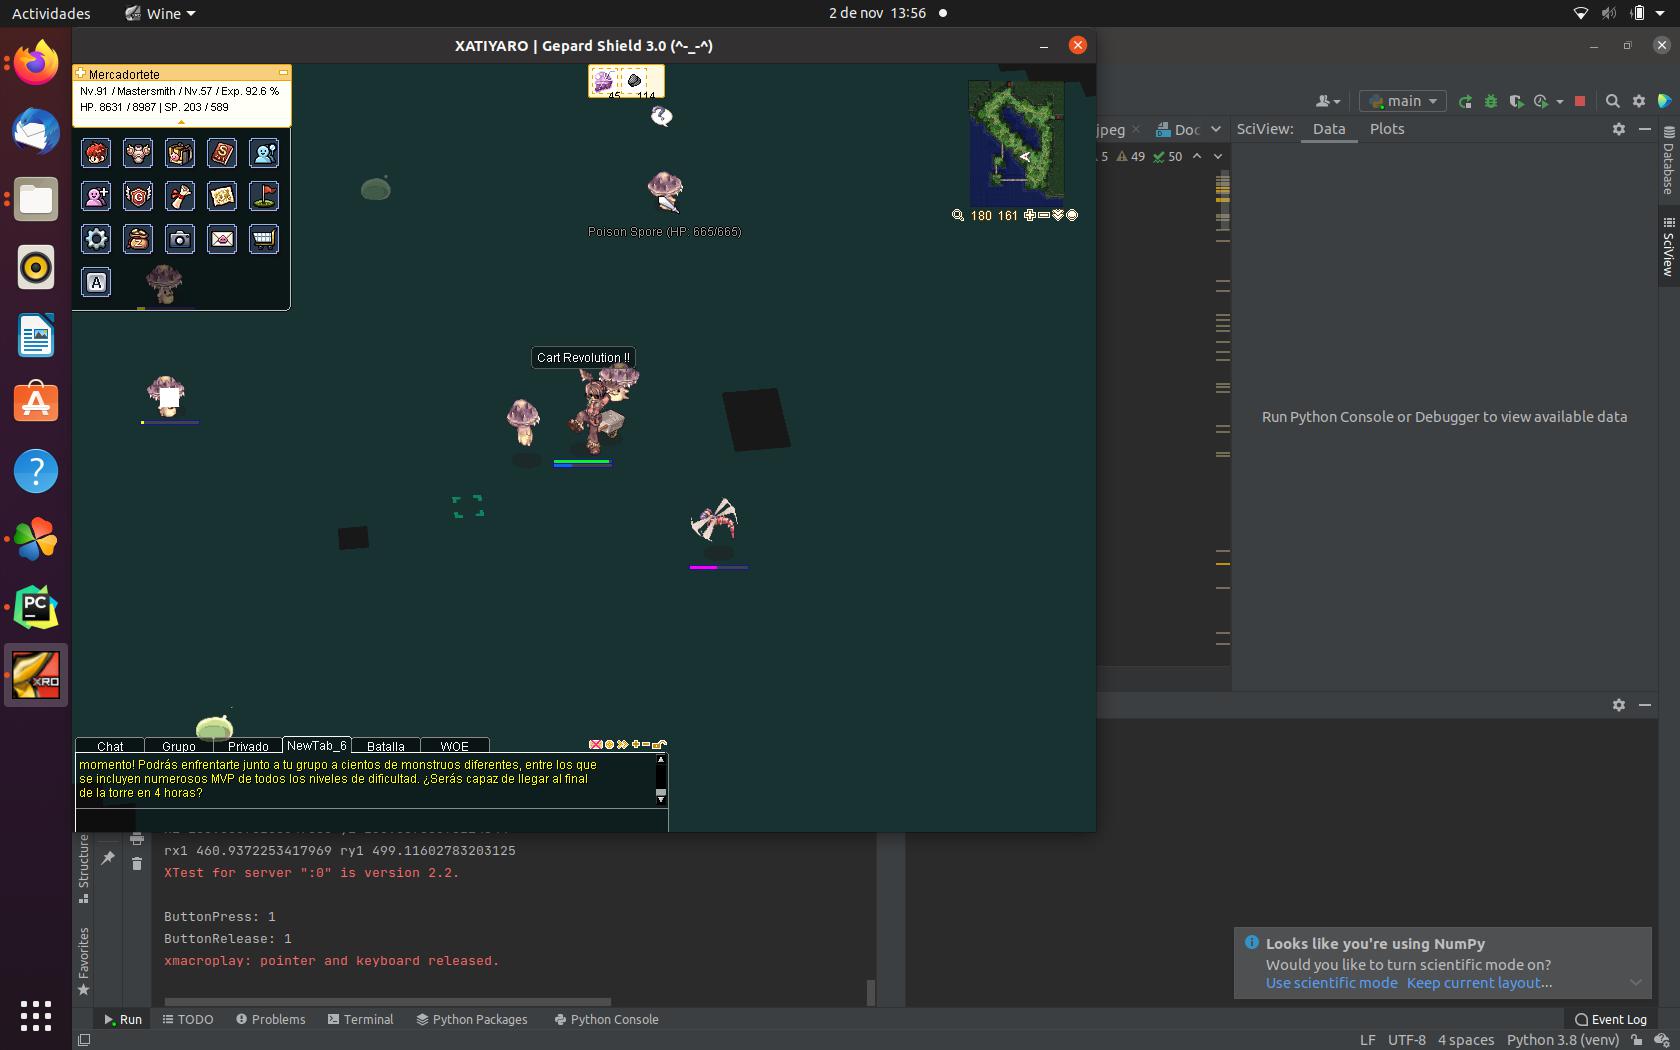 Actividades
Wine
2 de nov 13:56
XATIYARO | Gepard Shield 3.0 (^-_-^)
Mercadortete
Nv.91 / Mastersmith / Nv.57 / Exp. 92.6 %
HP. 8631 / 8987 | SP. 203 / 589
A
45
114
Poison Spore (HP: 665/665)
180 161
Cart Revolution !!
Chat
Grupo
Privado
NewTab_6
Batalla
WOE
momento! Podrás enfrentarte junto a tu grupo a cientos de monstruos diferentes, entre los que
se incluyen numerosos MVP de todos los niveles de dificultad. ¿Serás capaz de llegar al final
de la torre en 4 horas?
main
jpeg
Doc
SciView:
Data
Plots
5
49
50
Database
SciView
Run Python Console or Debugger to view available data
PC
XRO
rx1 460.9372253417969 ry1 499.11602783203125
XTest for server ":0" is version 2.2.
ButtonPress: 1
ButtonRelease: 1
xmacroplay: pointer and keyboard released.
Structure
Favorites
Looks like you're using NumPy
Would you like to turn scientific mode on?
Use scientific mode Keep current layout...
Run
TODO
Problems
Terminal
Python Packages
Python Console
Event Log
LF
UTF-8
4 spaces
Python 3.8 (venv)